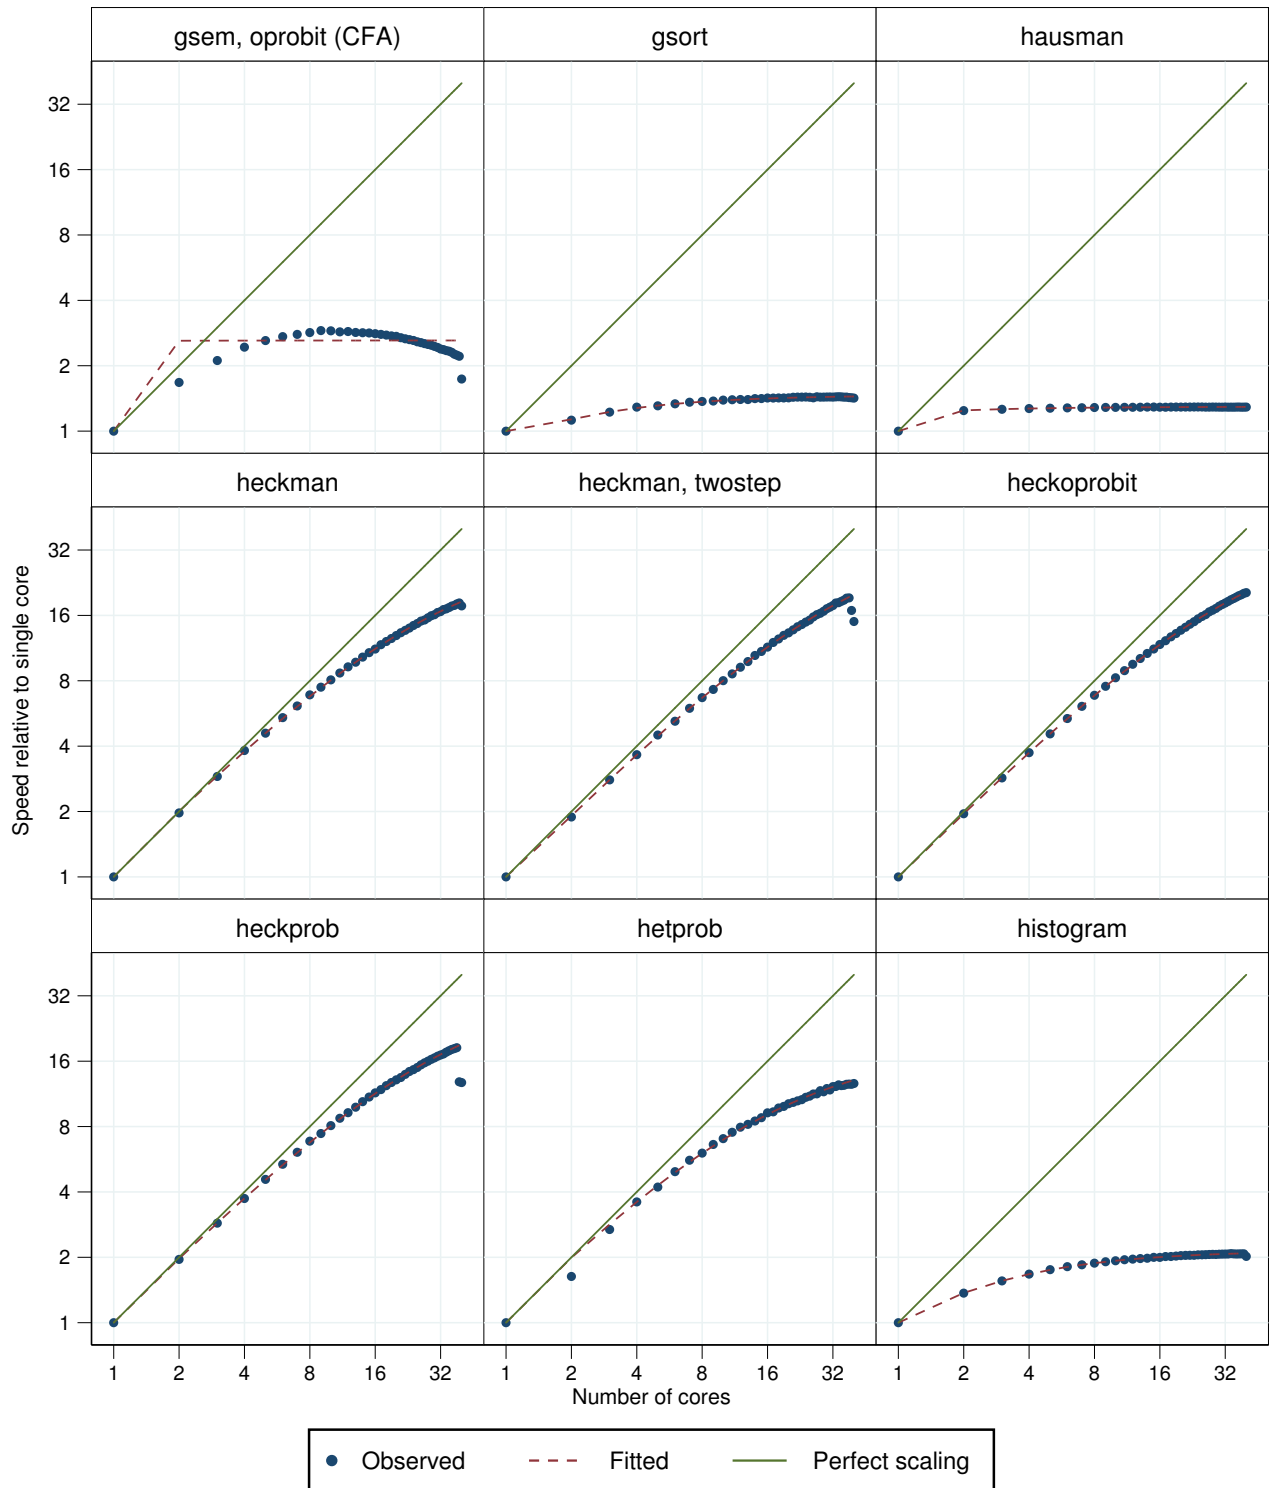 gsem, oprobit (CFA)
gsort
hausman
32
16
8
4
2
1
heckman
heckman, twostep
heckoprobit
32
16
8
4
2
1
Speed relative to single core
heckprob
hetprob
histogram
32
16
8
4
2
1
1 2 4 8 16 32
1 2 4 8 16 32
1 2 4 8 16 32
Number of cores
Observed
Fitted
Perfect scaling